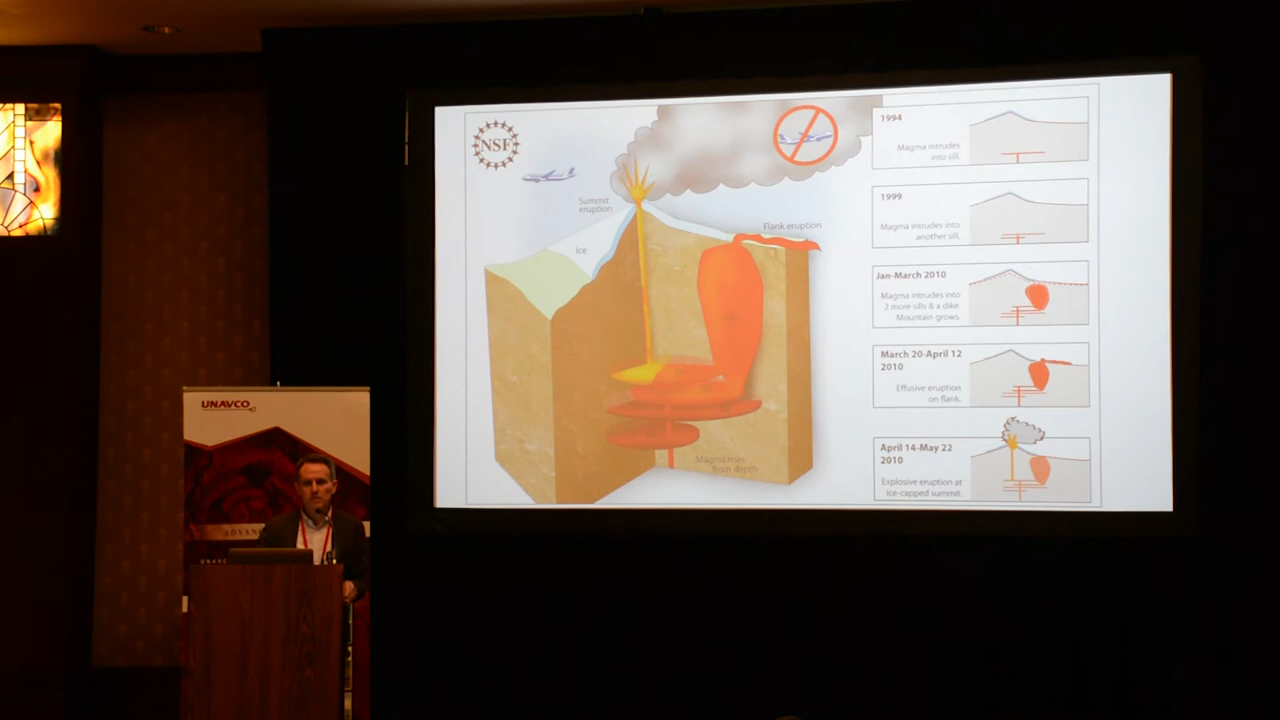 NSF
Summit
eruption
Ice
Flank eruption
Magma rises
from depth
1994
Magma intrudes
into sill.
1999
Magma intrudes into
another sill.
Jan-March 2010
Magma intrudes into
2 more sills & a dike.
Mountain grows.
March 20-April 12
2010
Effusive eruption
on flank.
April 14-May 22
2010
Explosive eruption at
ice-capped summit.
UNAVCO
UNAVC